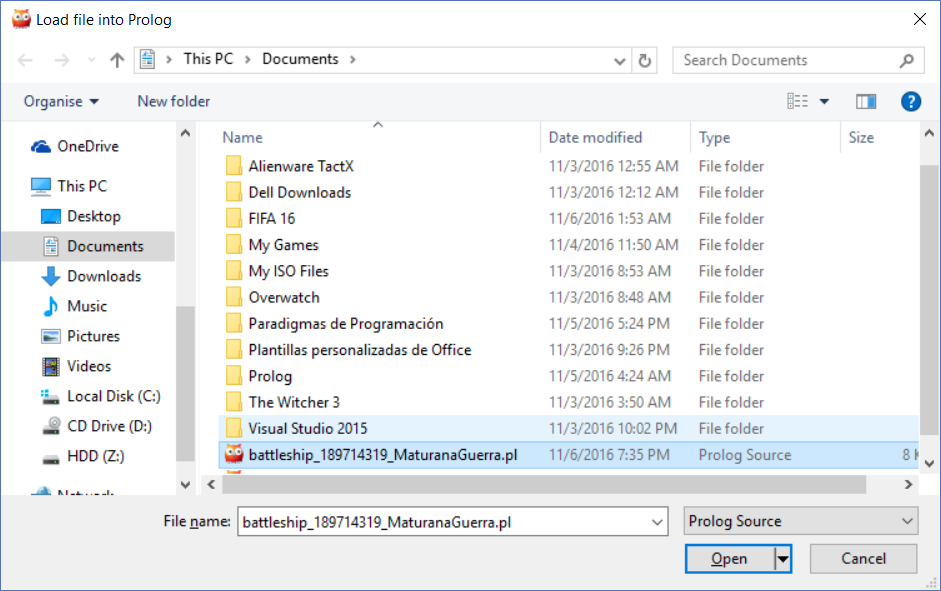 Load file into Prolog
This PC > Documents >
Search Documents
Organise
New folder
?
Name
Date modified
Type
Size
OneDrive
This PC
Desktop
Documents
Downloads
Music
Pictures
Videos
Local Disk (C:)
CD Drive (D:)
HDD (Z:)
Network
Alienware TactX 11/3/2016 12:55 AM File folder
Dell Downloads 11/3/2016 12:12 AM File folder
FIFA 16 11/6/2016 1:53 AM File folder
My Games 11/4/2016 11:50 AM File folder
My ISO Files 11/3/2016 8:53 AM File folder
Overwatch 11/3/2016 8:48 AM File folder
Paradigmas de Programación 11/5/2016 5:24 PM File folder
Plantillas personalizadas de Office 11/3/2016 9:26 PM File folder
Prolog 11/5/2016 4:24 AM File folder
The Witcher 3 11/3/2016 3:50 AM File folder
Visual Studio 2015 11/3/2016 10:02 PM File folder
battleship_189714319_MaturanaGuerra.pl 11/6/2016 7:35 PM Prolog Source 8 K
File name: battleship_189714319_MaturanaGuerra.pl
Prolog Source
Open
Cancel